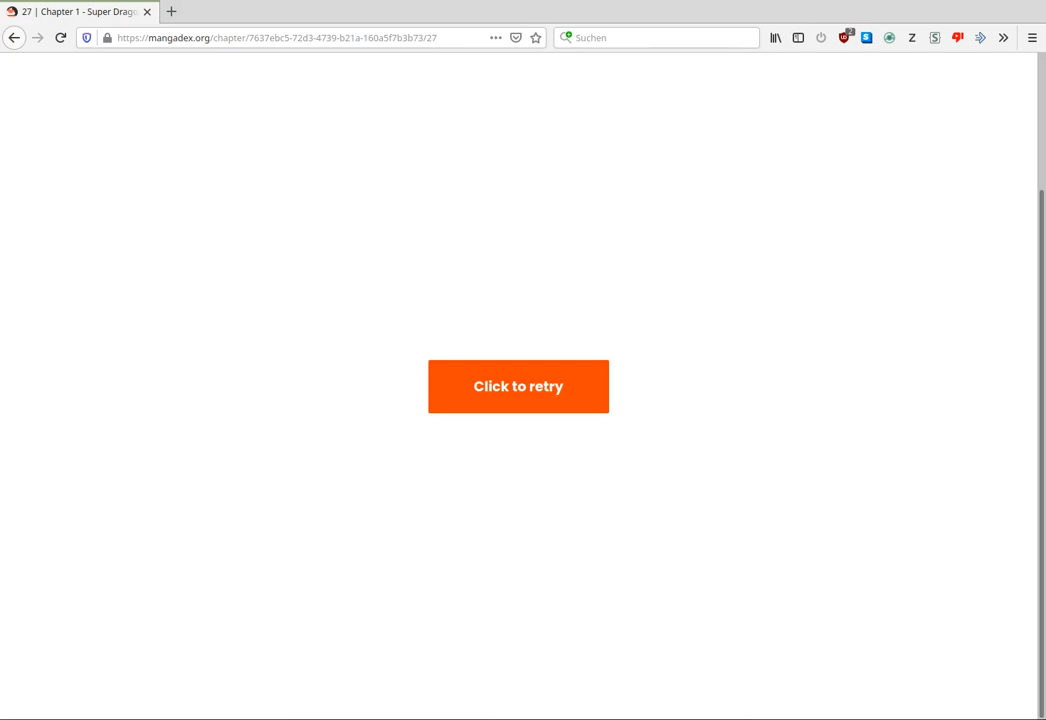 27 | Chapter 1 - Super Drago
https://mangadex.org/chapter/7637ebc5-72d3-4739-b21a-160a5f7b3b73/27
Suchen
2
S
Z
S
Click to retry